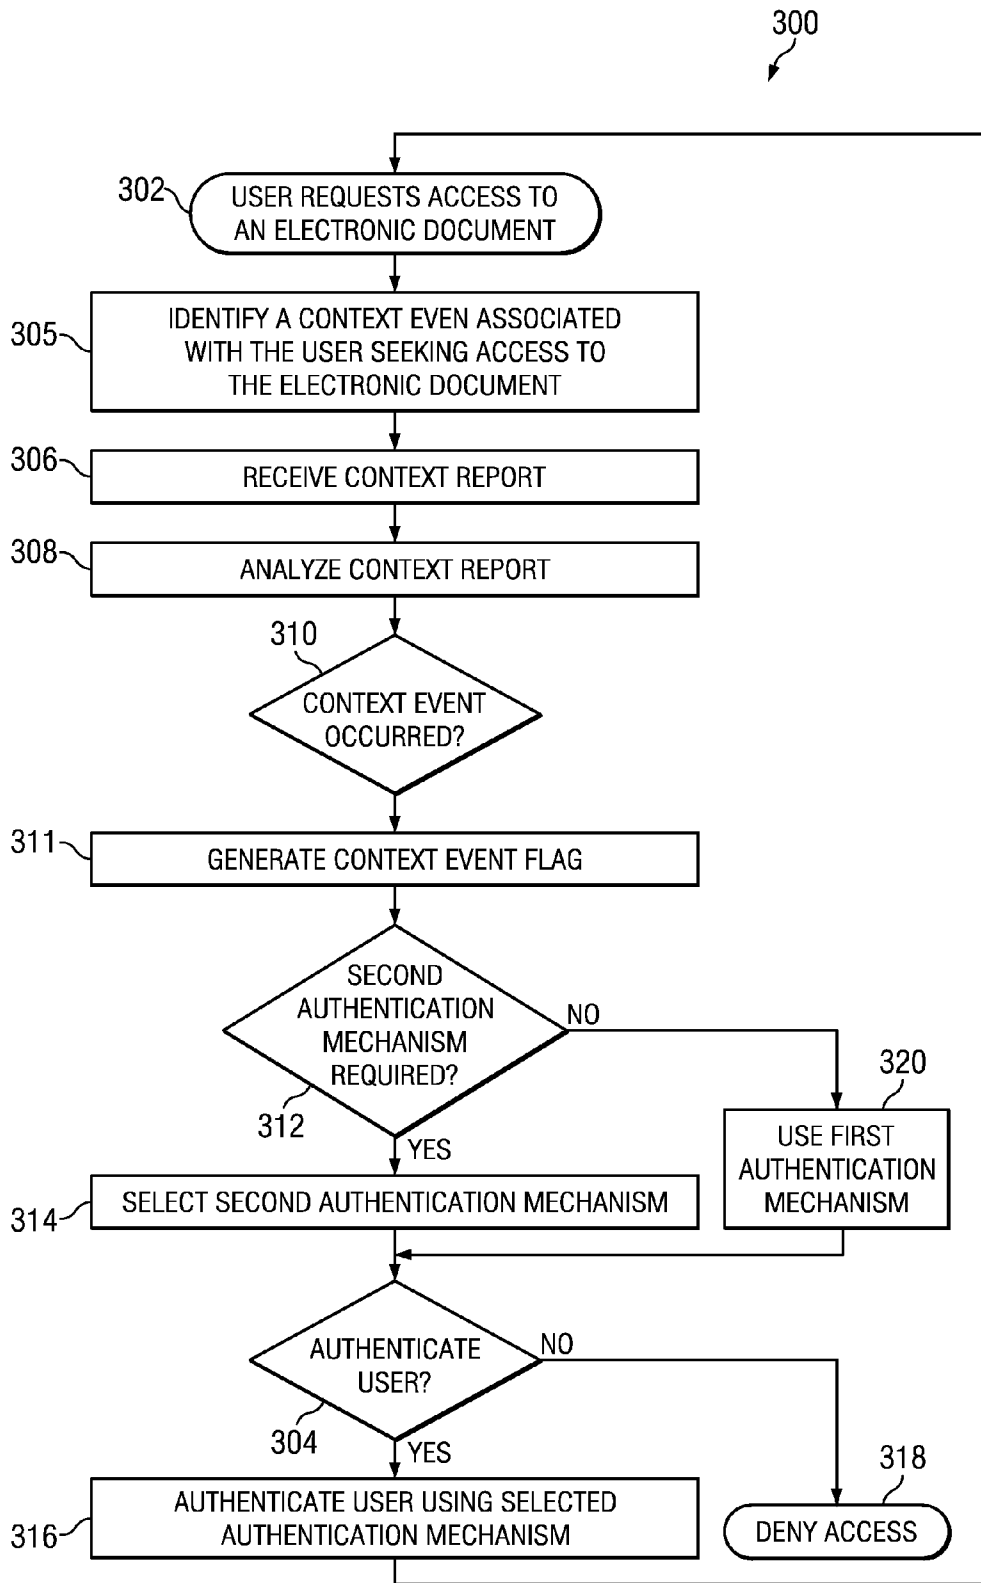 300
302
USER REQUESTS ACCESS TO
AN ELECTRONIC DOCUMENT
305
IDENTIFY A CONTEXT EVEN ASSOCIATED
WITH THE USER SEEKING ACCESS TO
THE ELECTRONIC DOCUMENT
306
RECEIVE CONTEXT REPORT
308
ANALYZE CONTEXT REPORT
310
CONTEXT EVENT
OCCURRED?
311
GENERATE CONTEXT EVENT FLAG
SECOND
AUTHENTICATION
MECHANISM
REQUIRED?
NO
312
YES
320
USE FIRST
AUTHENTICATION
MECHANISM
314
SELECT SECOND AUTHENTICATION MECHANISM
AUTHENTICATE
USER?
NO
304
YES
316
AUTHENTICATE USER USING SELECTED
AUTHENTICATION MECHANISM
318
DENY ACCESS